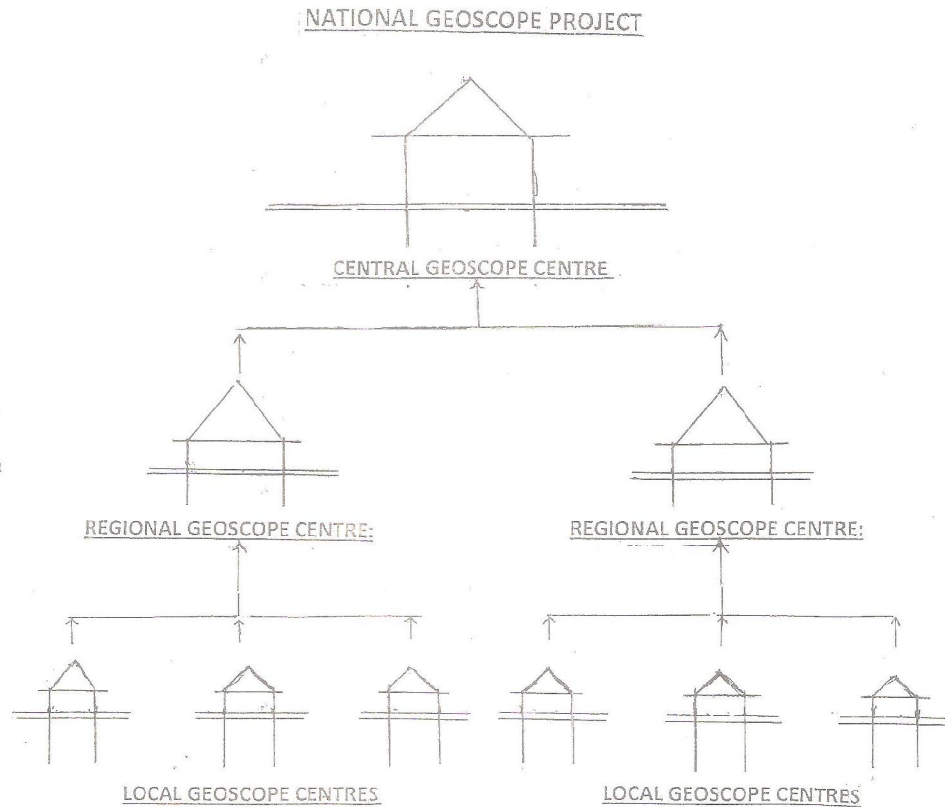 NATIONAL GEOSCOPE PROJECT
CENTRAL GEOSCOPE CENTRE
REGIONAL GEOSCOPE CENTRE:
REGIONAL GEOSCOPE CENTRE:
LOCAL GEOSCOPE CENTRES
LOCAL GEOSCOPE CENTRES